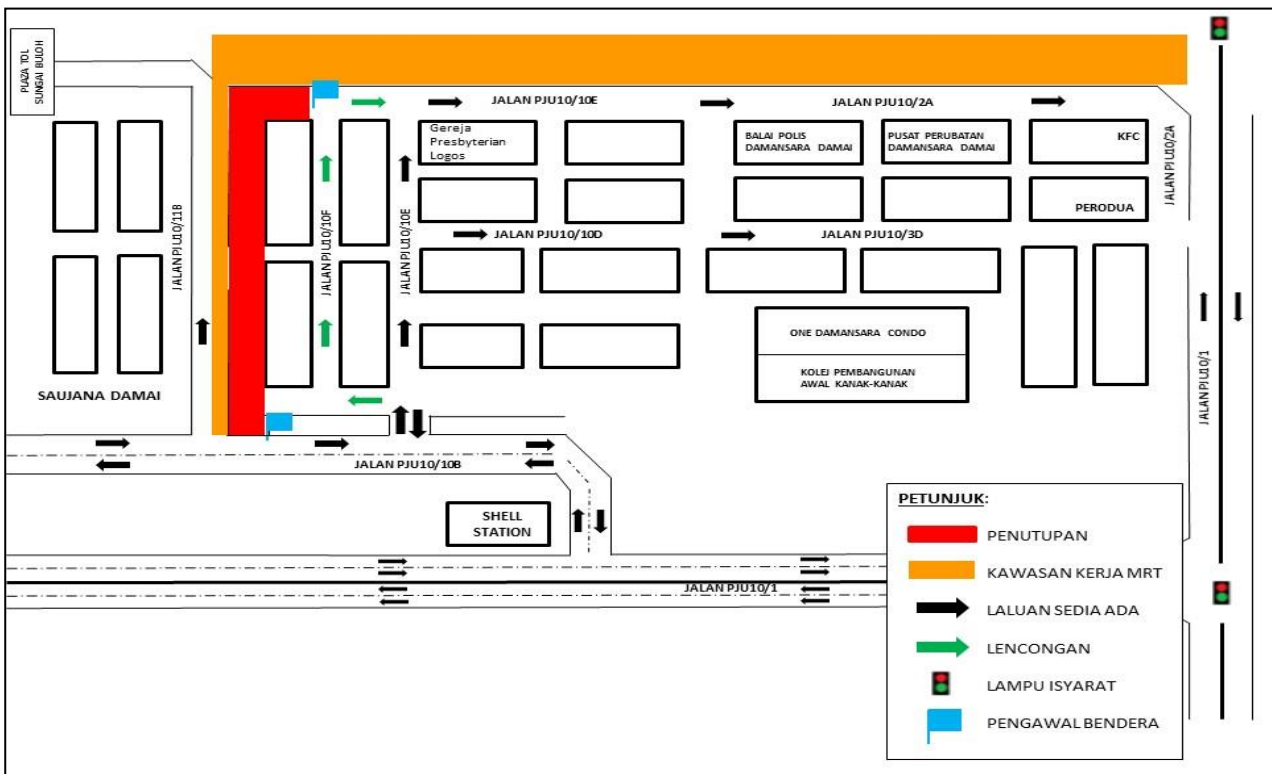 PLAZA TOL
SUNGAI BULOH
JALAN PJU10/10E
JALAN PJU10/2A
Gereja
Presbyterian
Logos
BALAI POLIS
DAMANSARA DAMAI
PUSAT PERUBATAN
DAMANSARA DAMAI
KFC
JALAN PJU10/2A
PERODUA
JALAN PJU10/11B
JALAN PJU10/10F
JALAN PJU10/10E
JALAN PJU10/10D
JALAN PJU10/3D
ONE DAMANSARA CONDO
KOLEJ PEMBANGUNAN
AWAL KANAK-KANAK
SAUJANA DAMAI
JALAN PJU10/1
JALAN PJU10/10B
SHELL
STATION
JALAN PJU10/1
PETUNJUK:
PENUTUPAN
KAWASAN KERJA MRT
LALUAN SEDIA ADA
LENCONGAN
LAMPU ISYARAT
PENGAWAL BENDERA